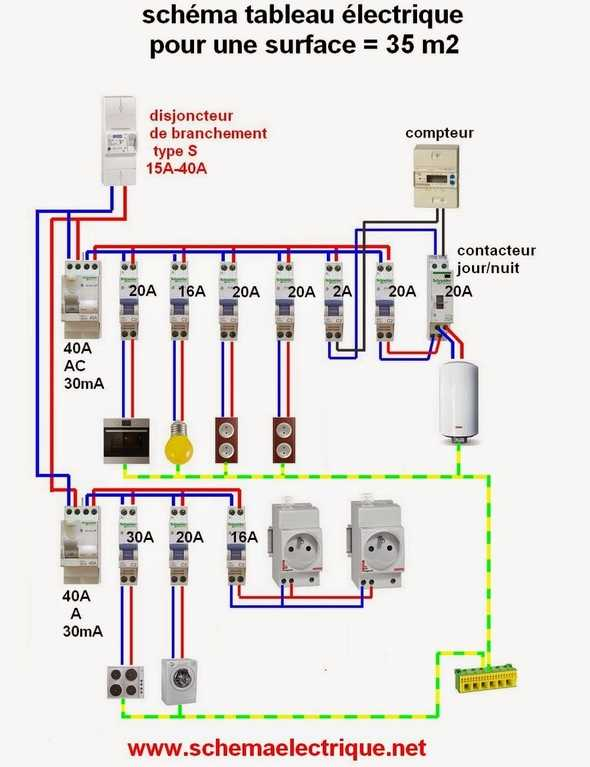 schéma tableau électrique
pour une surface = 35 m2
disjoncteur
de branchement
type S
15A-40A
compteur
contacteur
jour/nuit
20A
16A
20A
20A
2A
20A
20A
40A
AC
30mA
30A
20A
16A
40A
A
30mA
www.schemaelectrique.net